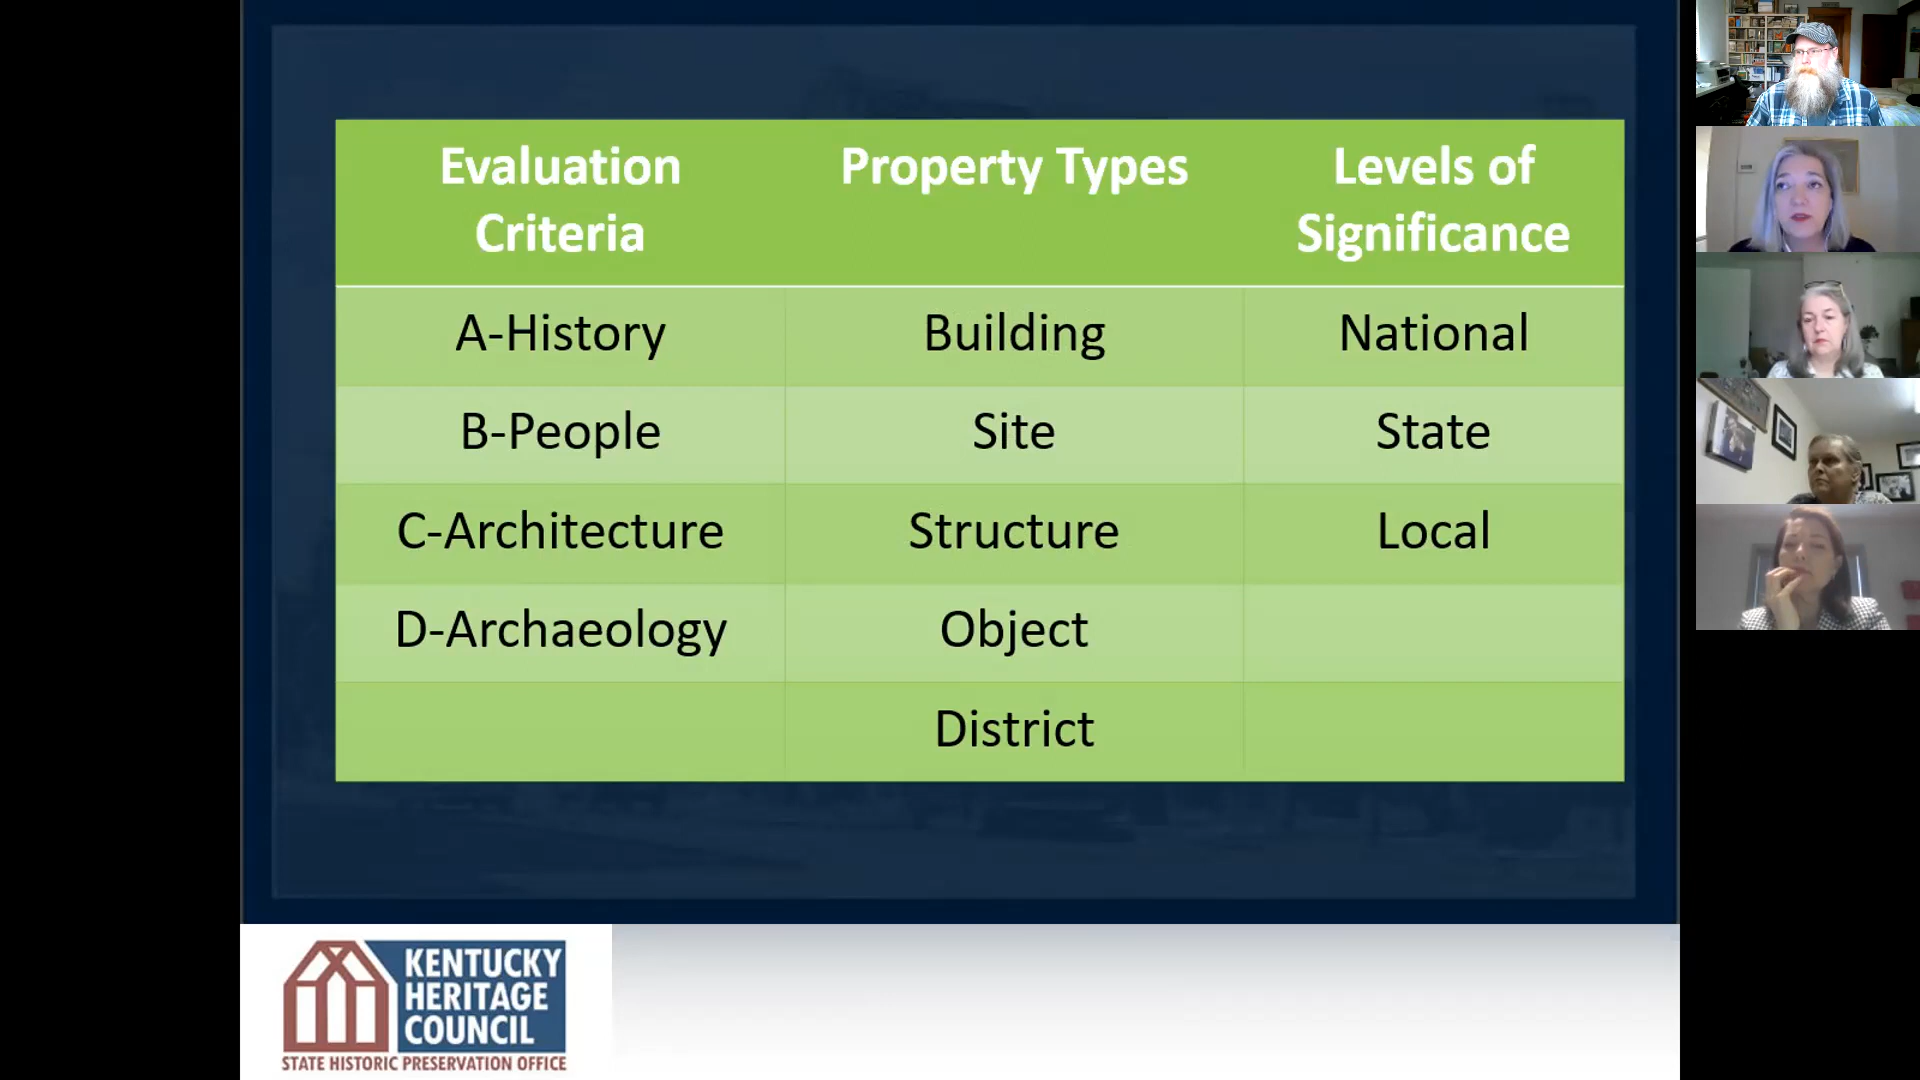 Evaluation
Criteria
Property Types
Levels of
Significance
A-History
Building
National
B-People
Site
State
C-Architecture
Structure
Local
D-Archaeology
Object
District
KENTUCKY
HERITAGE
COUNCIL
STATE HISTORIC PRESERVATION OFFICE